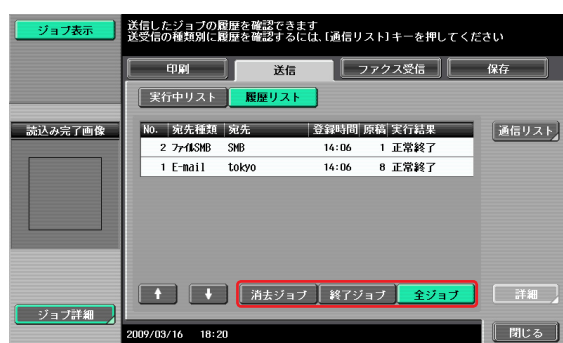 ジョブ表示
送信したジョブの履歴を確認できます
送受信の種類別に履歴を確認するには、[通信リスト]キーを押してください
印刷 送信 ファクス受信 保存
実行中リスト 履歴リスト
読込み完了画像
No. 宛先種類 宛先 登録時間 原稿 実行結果
2 ファイルSMB SMB 14:06 1 正常終了
1 E-mail tokyo 14:06 8 正常終了
通信リスト
消去ジョブ 終了ジョブ 全ジョブ
詳細
ジョブ詳細
2009/03/16 18:20
閉じる